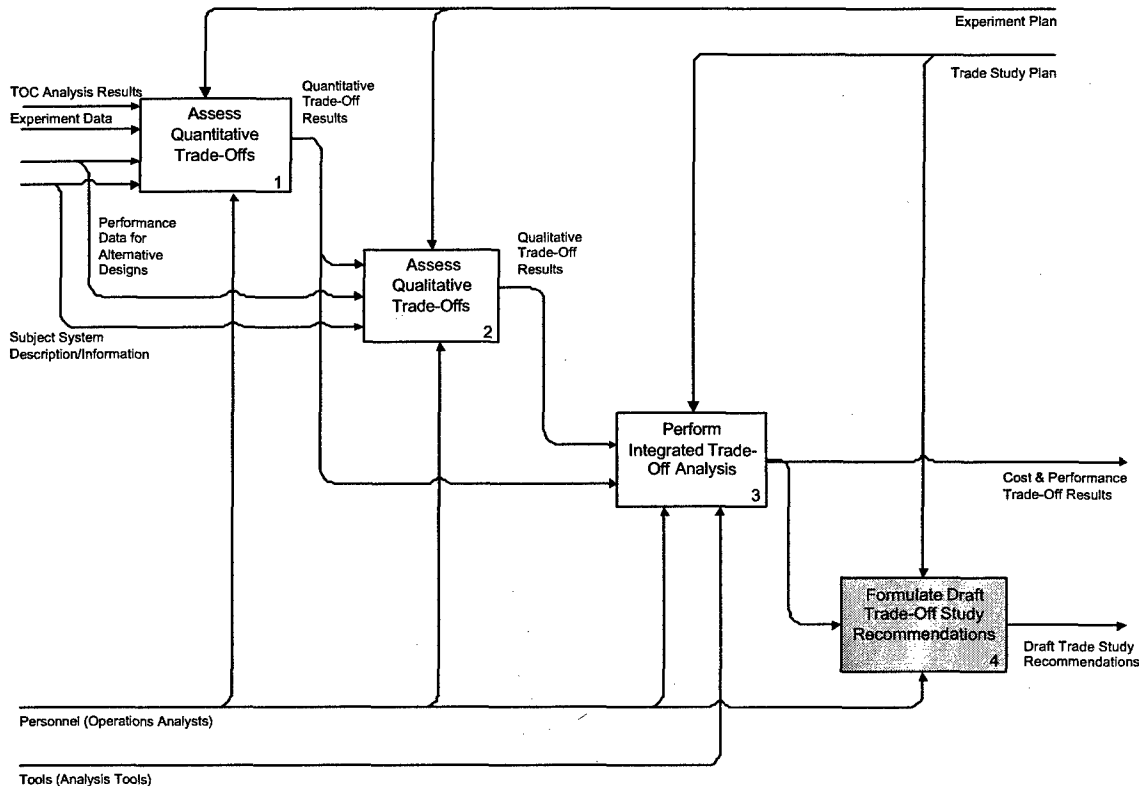 Experiment Plan
Trade Study Plan
TOC Analysis Results
Experiment Data
Assess
Quantitative
Trade-Offs
1
Quantitative
Trade-Off
Results
Performance
Data for
Alternative
Designs
Subject System
Description/Information
Assess
Qualitative
Trade-Offs
2
Qualitative
Trade-Off
Results
Perform
Integrated Trade-
Off Analysis
3
Cost & Performance
Trade-Off Results
Formulate Draft
Trade-Off Study
Recommendations
4
Draft Trade Study
Recommendations
Personnel (Operations Analysts)
Tools (Analysis Tools)